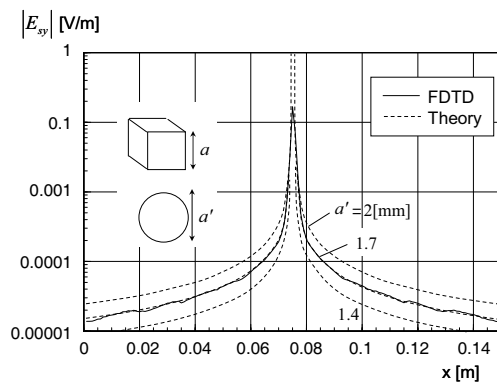 |E_sy| [V/m]
1
0.1
0.001
0.0001
0.00001
FDTD
Theory
a
a'
a'=2[mm]
1.7
1.4
0 0.02 0.04 0.06 0.08 0.1 0.12 0.14
x [m]